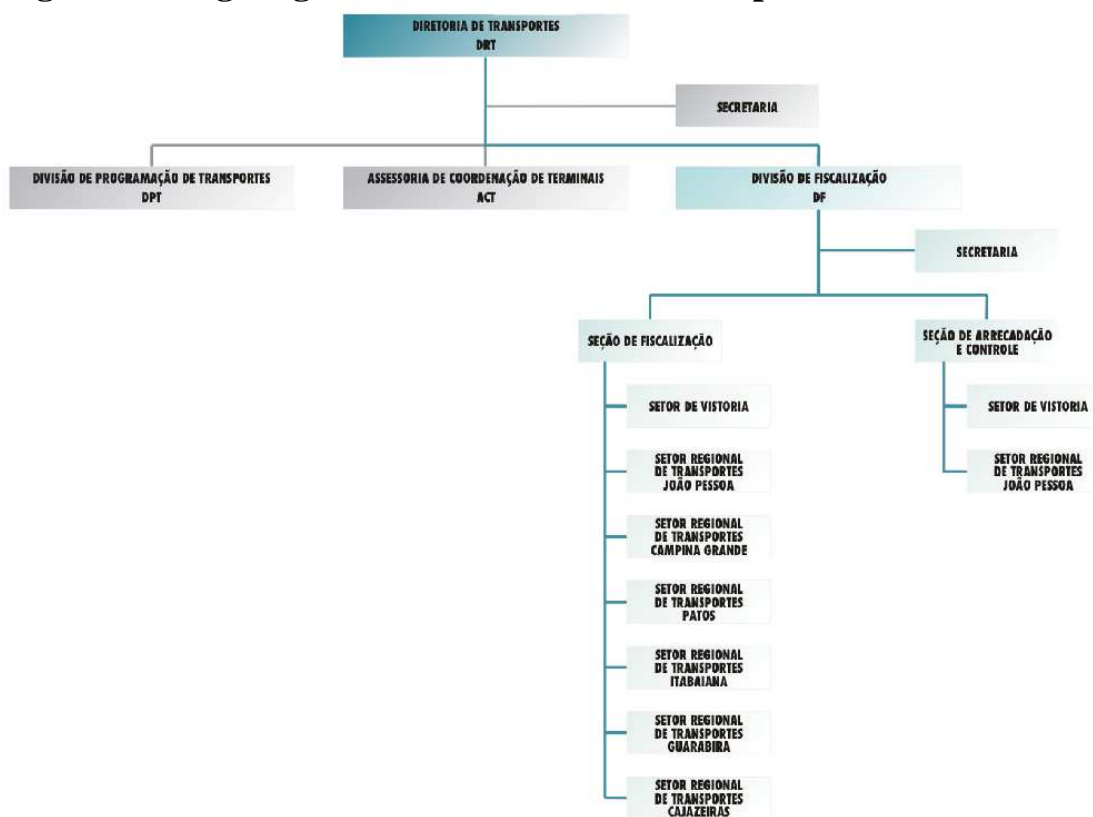 DIRETORIA DE TRANSPORTES
DRT
SECRETARIA
DIVISÃO DE PROGRAMAÇÃO DE TRANSPORTES
DPT
ASSESSORIA DE COORDENAÇÃO DE TERMINAIS
ACT
DIVISÃO DE FISCALIZAÇÃO
DF
SECRETARIA
SEÇÃO DE FISCALIZAÇÃO
SEÇÃO DE ARRECADAÇÃO
E CONTROLE
SETOR DE VISTORIA
SETOR REGIONAL
DE TRANSPORTES
JOÃO PESSOA
SETOR REGIONAL
DE TRANSPORTES
CAMPINA GRANDE
SETOR REGIONAL
DE TRANSPORTES
PATOS
SETOR REGIONAL
DE TRANSPORTES
ITABAIANA
SETOR REGIONAL
DE TRANSPORTES
GUARABIRA
SETOR REGIONAL
DE TRANSPORTES
CAJAZEIRAS
SETOR DE VISTORIA
SETOR REGIONAL
DE TRANSPORTES
JOÃO PESSOA